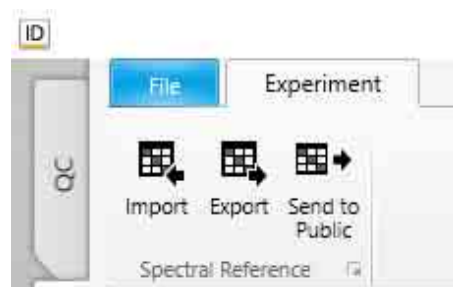 ID
File Experiment
QC
Import Export Send to
Public
Spectral Reference